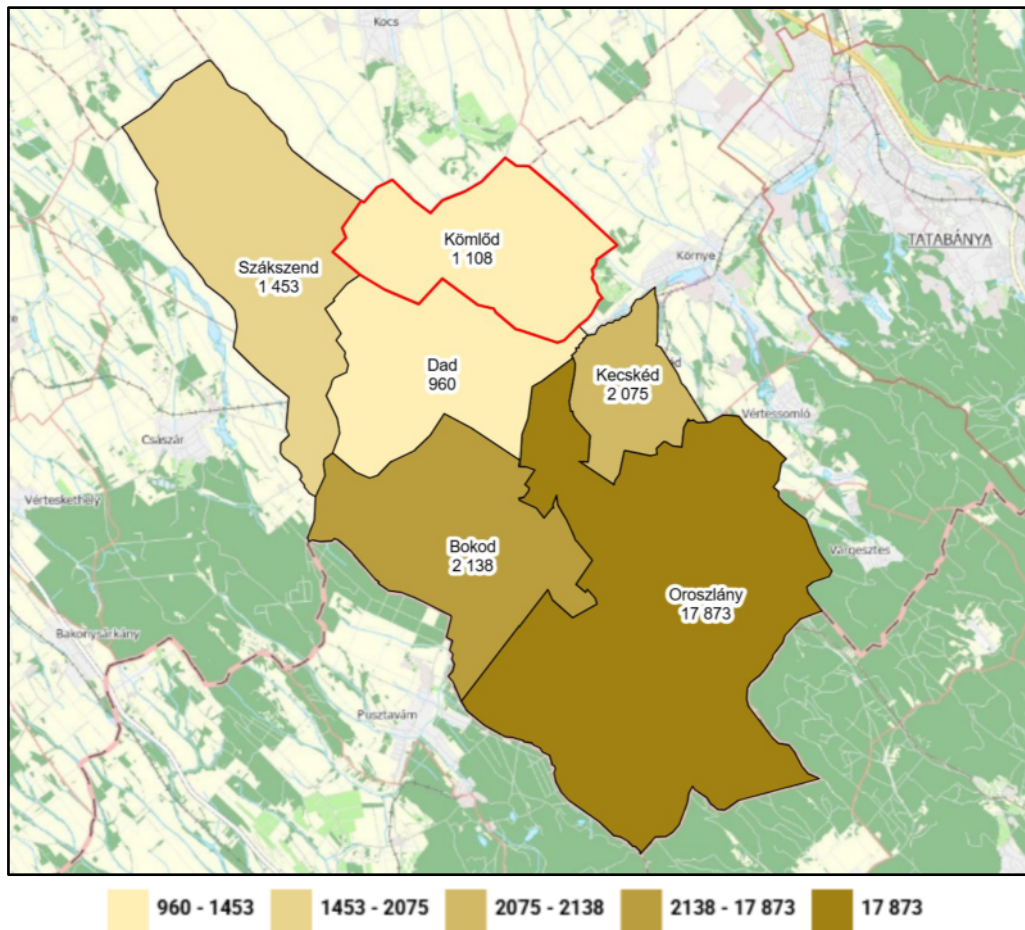 Kocs
TATABÁNYA
Kömlőd
1 108
Környe
Szákszend
1 453
Dad
960
Kecskéd
2 075
Vértessomló
Császár
Vérteskethely
Bokod
2 138
Várgesztes
Oroszlány
17 873
Bakonysárkány
Pusztavám
960 - 1453
1453 - 2075
2075 - 2138
2138 - 17 873
17 873